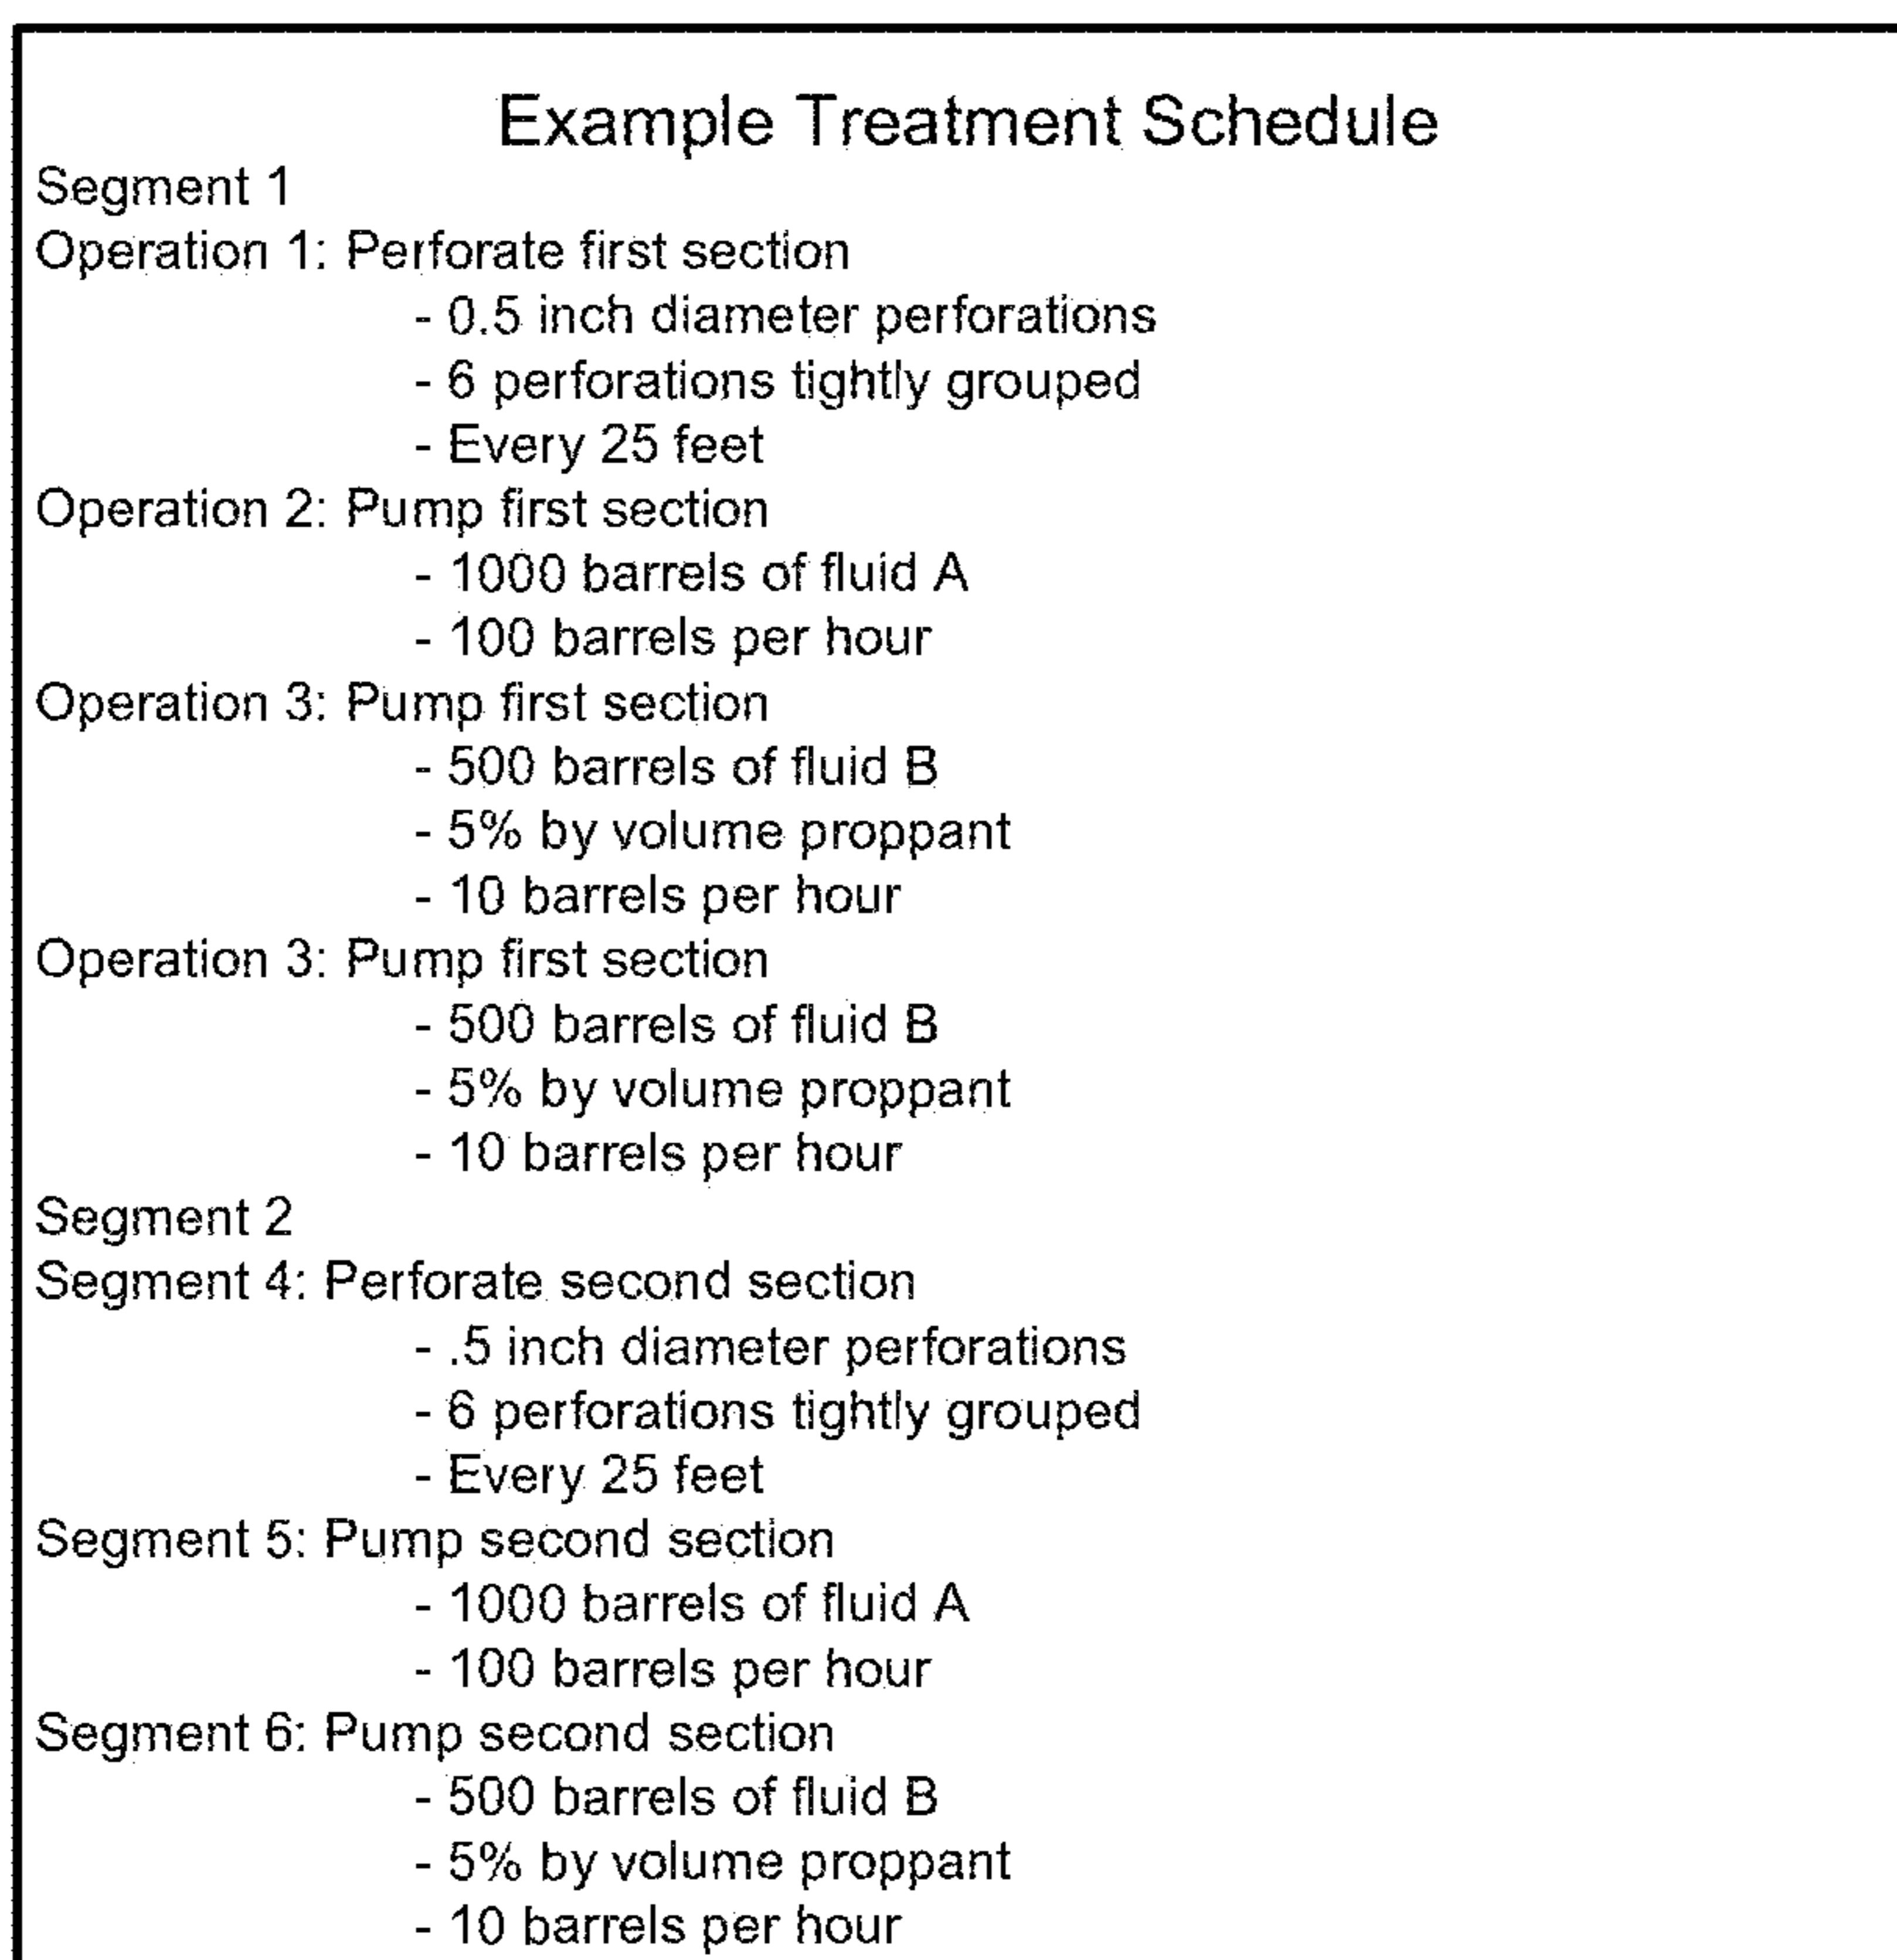 Example Treatment Schedule
Segment 1
Operation 1: Perforate first section
- 0.5 inch diameter perforations
- 6 perforations tightly grouped
- Every 25 feet
Operation 2: Pump first section
- 1000 barrels of fluid A
- 100 barrels per hour
Operation 3: Pump first section
- 500 barrels of fluid B
- 5% by volume proppant
- 10 barrels per hour
Operation 3: Pump first section
- 500 barrels of fluid B
- 5% by volume proppant
- 10 barrels per hour
Segment 2
Segment 4: Perforate second section
- .5 inch diameter perforations
- 6 perforations tightly grouped
- Every 25 feet
Segment 5: Pump second section
- 1000 barrels of fluid A
- 100 barrels per hour
Segment 6: Pump second section
- 500 barrels of fluid B
- 5% by volume proppant
- 10 barrels per hour